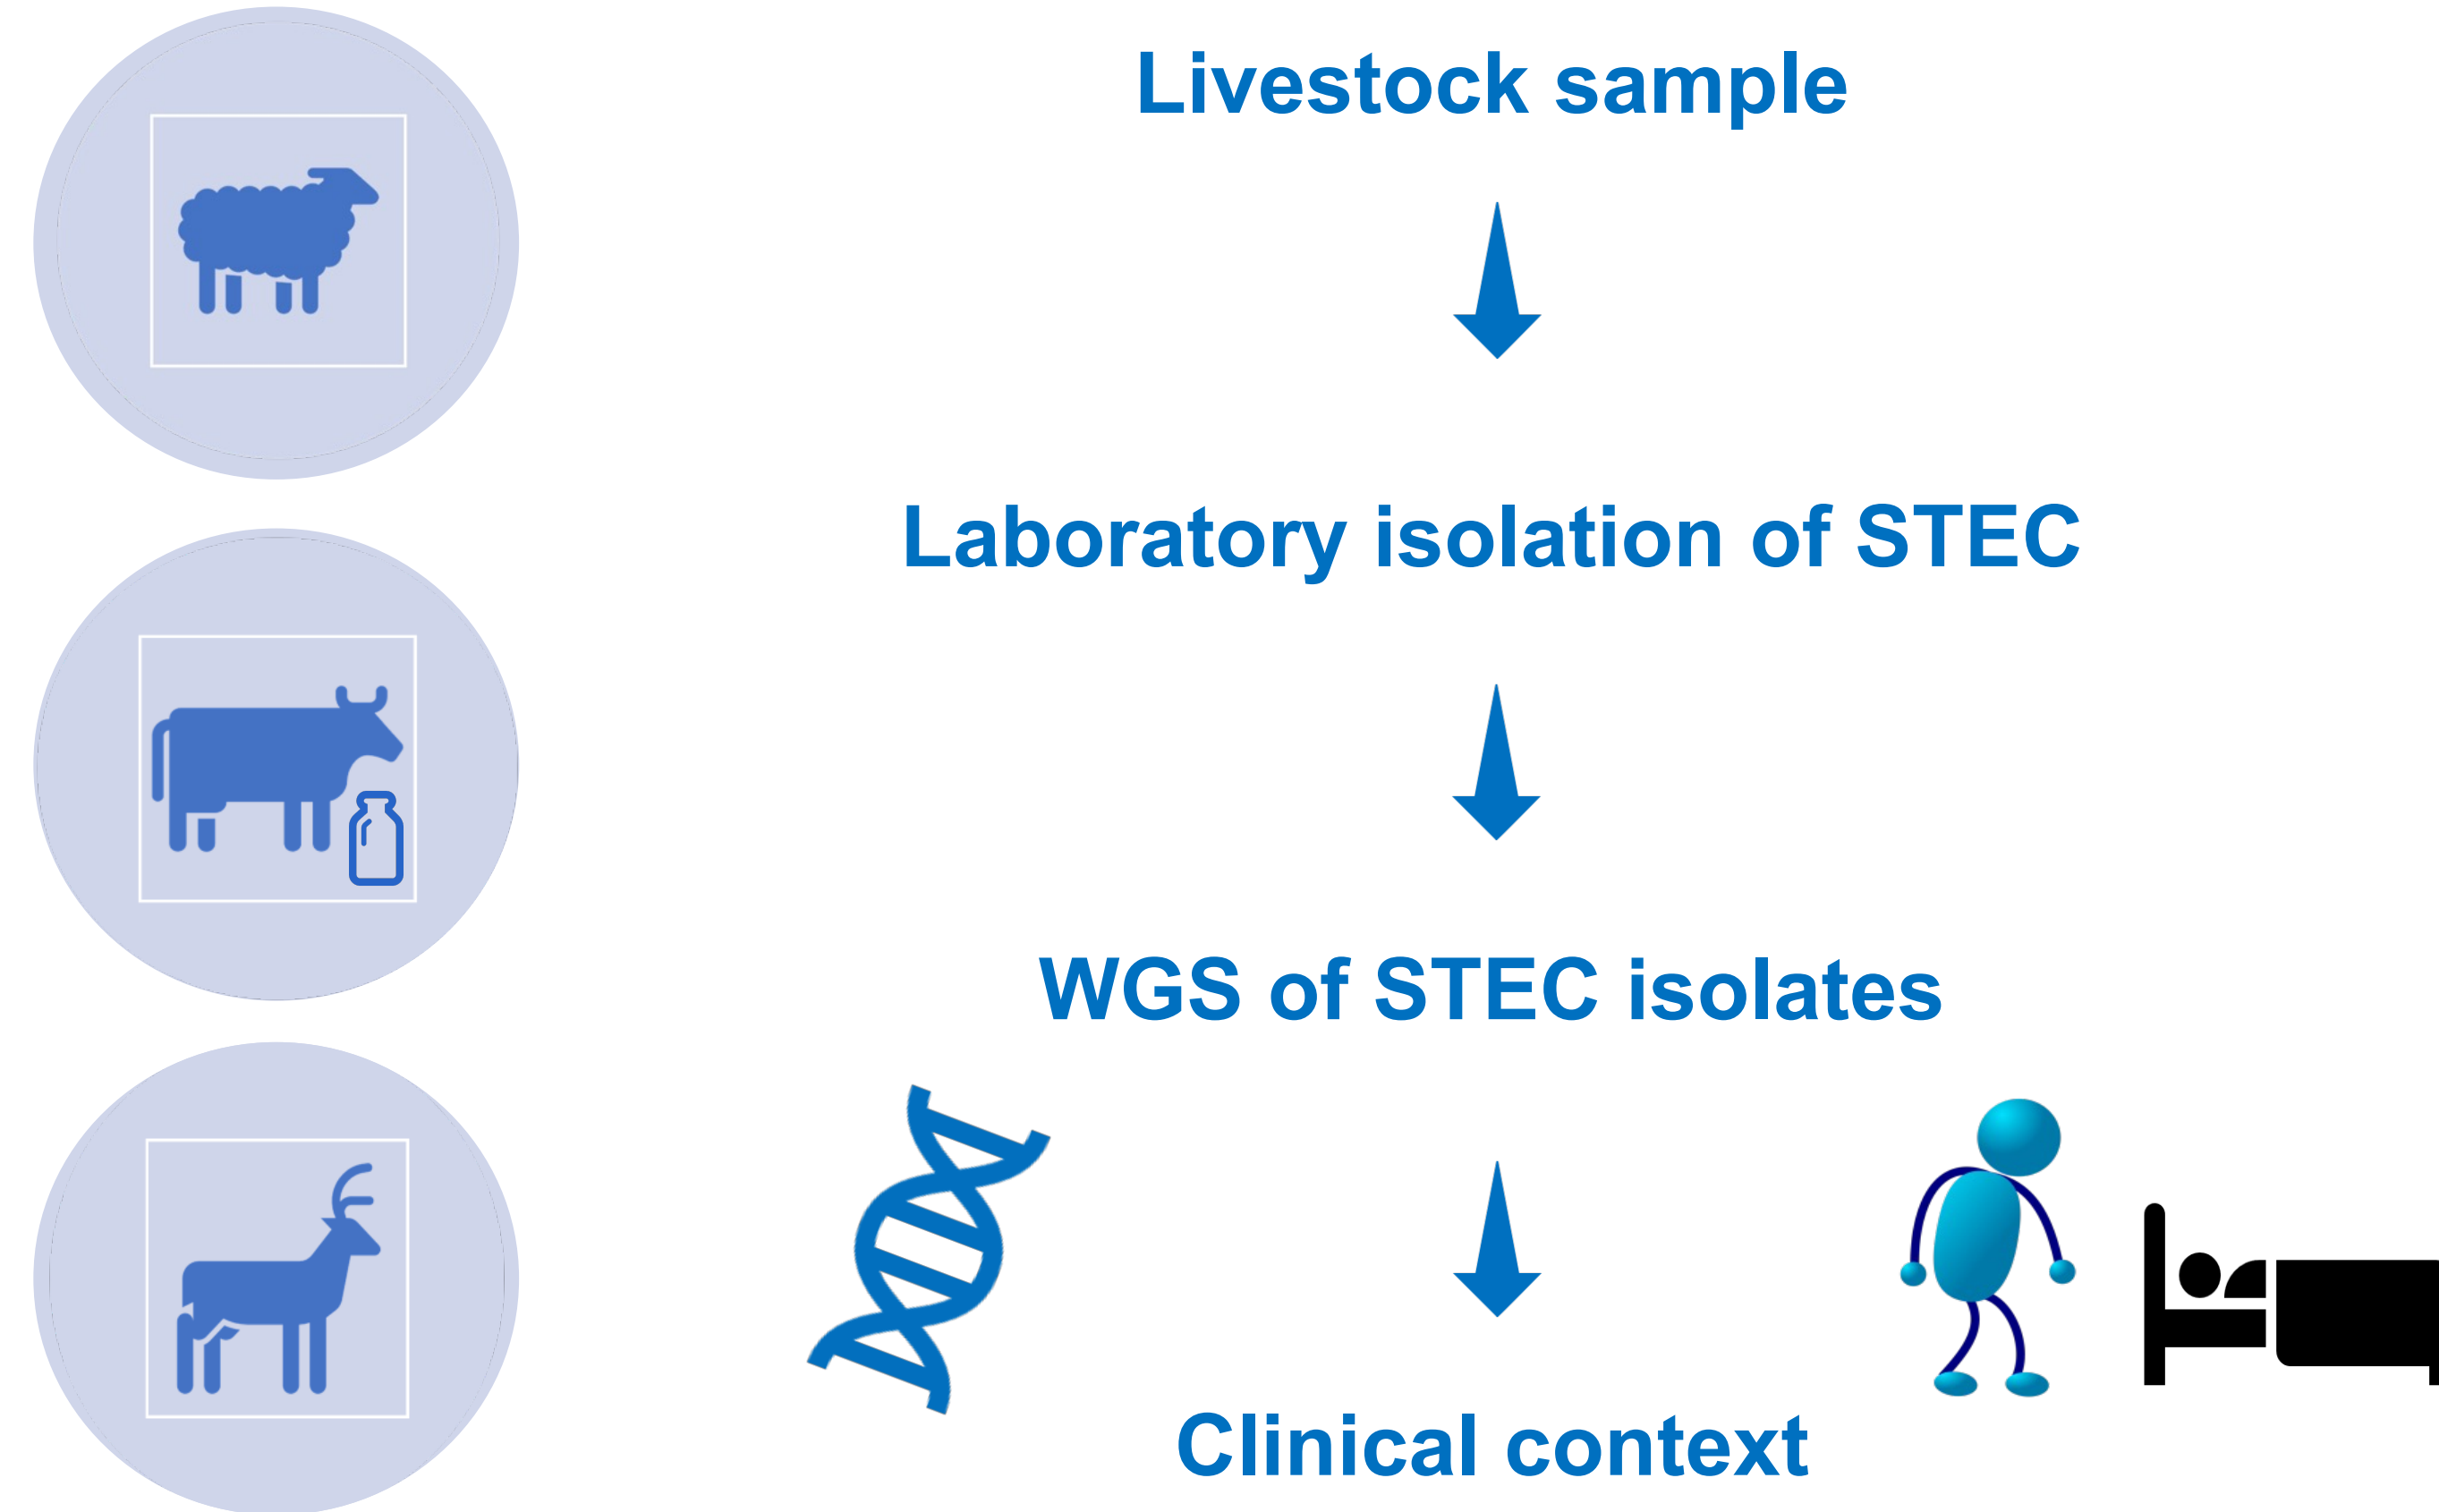 Livestock sample
Laboratory isolation of STEC
WGS of STEC isolates
Clinical context